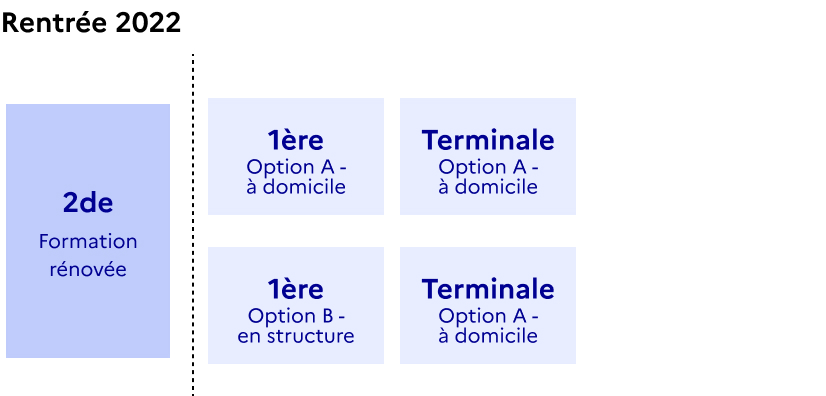 Rentrée 2022
2de
Formation
rénovée
1ère
Option A -
à domicile
Terminale
Option A -
à domicile
1ère
Option B -
en structure
Terminale
Option A -
à domicile